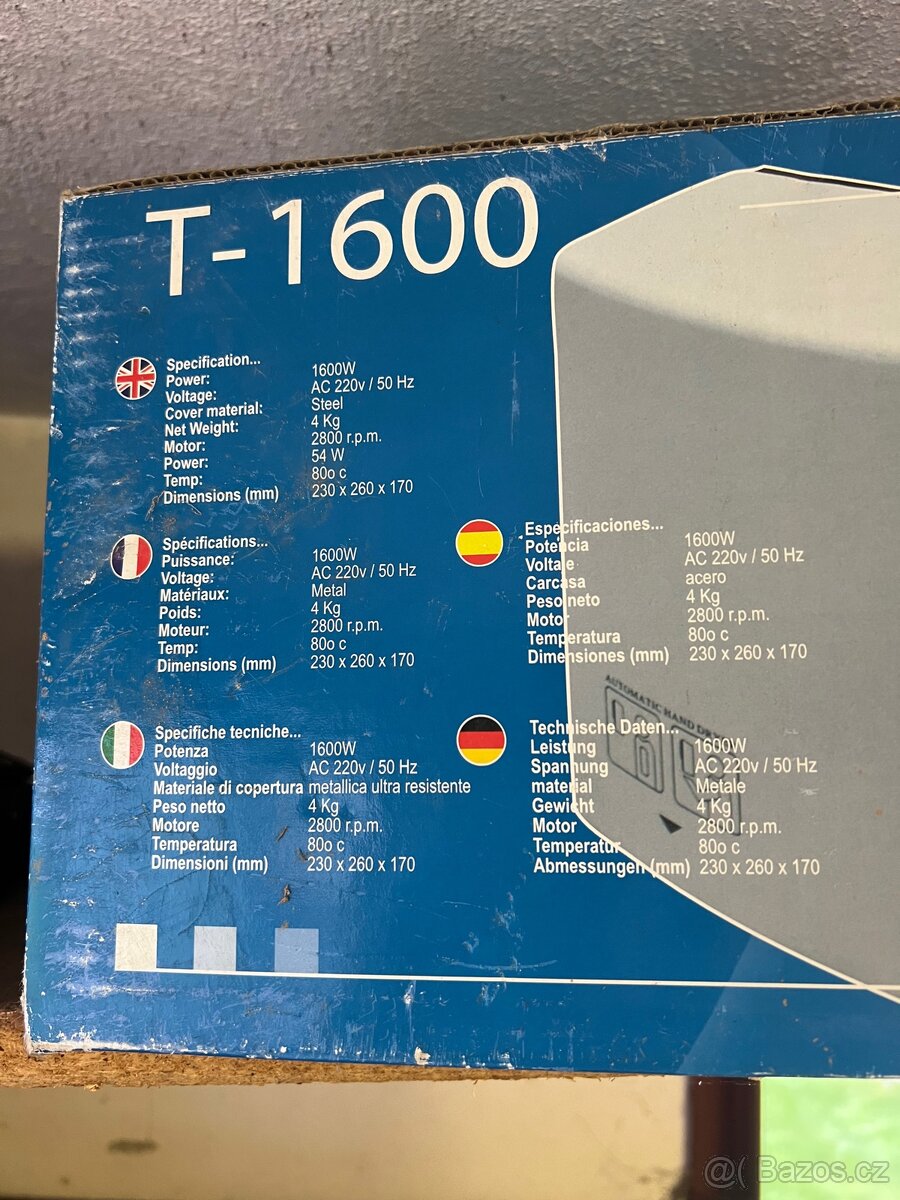 T-1600
Specification...
Power: 1600W
Voltage: AC 220v / 50 Hz
Cover material: Steel
Net Weight: 4 Kg
Motor: 2800 r.p.m.
Power: 54 W
Temp: 80o c
Dimensions (mm) 230 x 260 x 170
Spécifications...
Puissance: 1600W
Voltage: AC 220v / 50 Hz
Matériaux: Metal
Poids: 4 Kg
Moteur: 2800 r.p.m.
Temp: 80o c
Dimensions (mm) 230 x 260 x 170
Especificaciones...
Potencia 1600W
Voltale AC 220v / 50 Hz
Carcasa acero
Peso neto 4 Kg
Motor 2800 r.p.m.
Temperatura 80o c
Dimensiones (mm) 230 x 260 x 170
Specifiche tecniche...
Potenza 1600W
Voltaggio AC 220v / 50 Hz
Materiale di copertura metallica ultra resistente
Peso netto 4 Kg
Motore 2800 r.p.m.
Temperatura 80o c
Dimensioni (mm) 230 x 260 x 170
AUTOMATIC HAND
Technische Daten...
Leistung 1600W
Spannung AC 220v / 50 Hz
material Metale
Gewicht 4 Kg
Motor 2800 r.p.m.
Temperatur 80o c
Abmessungen (mm) 230 x 260 x 170
@( Bazos.cz